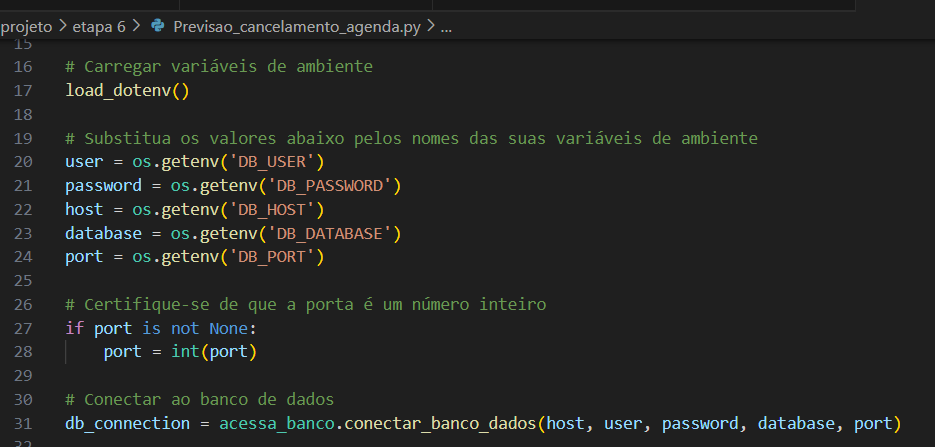 projeto > etapa 6 > Previsao_cancelamento_agenda.py > ...
15
16 # Carregar variáveis de ambiente
17 load_dotenv()
18
19 # Substitua os valores abaixo pelos nomes das suas variáveis de ambiente
20 user = os.getenv('DB_USER')
21 password = os.getenv('DB_PASSWORD')
22 host = os.getenv('DB_HOST')
23 database = os.getenv('DB_DATABASE')
24 port = os.getenv('DB_PORT')
25
26 # Certifique-se de que a porta é um número inteiro
27 if port is not None:
28     port = int(port)
29
30 # Conectar ao banco de dados
31 db_connection = acessa_banco.conectar_banco_dados(host, user, password, database, port)
32